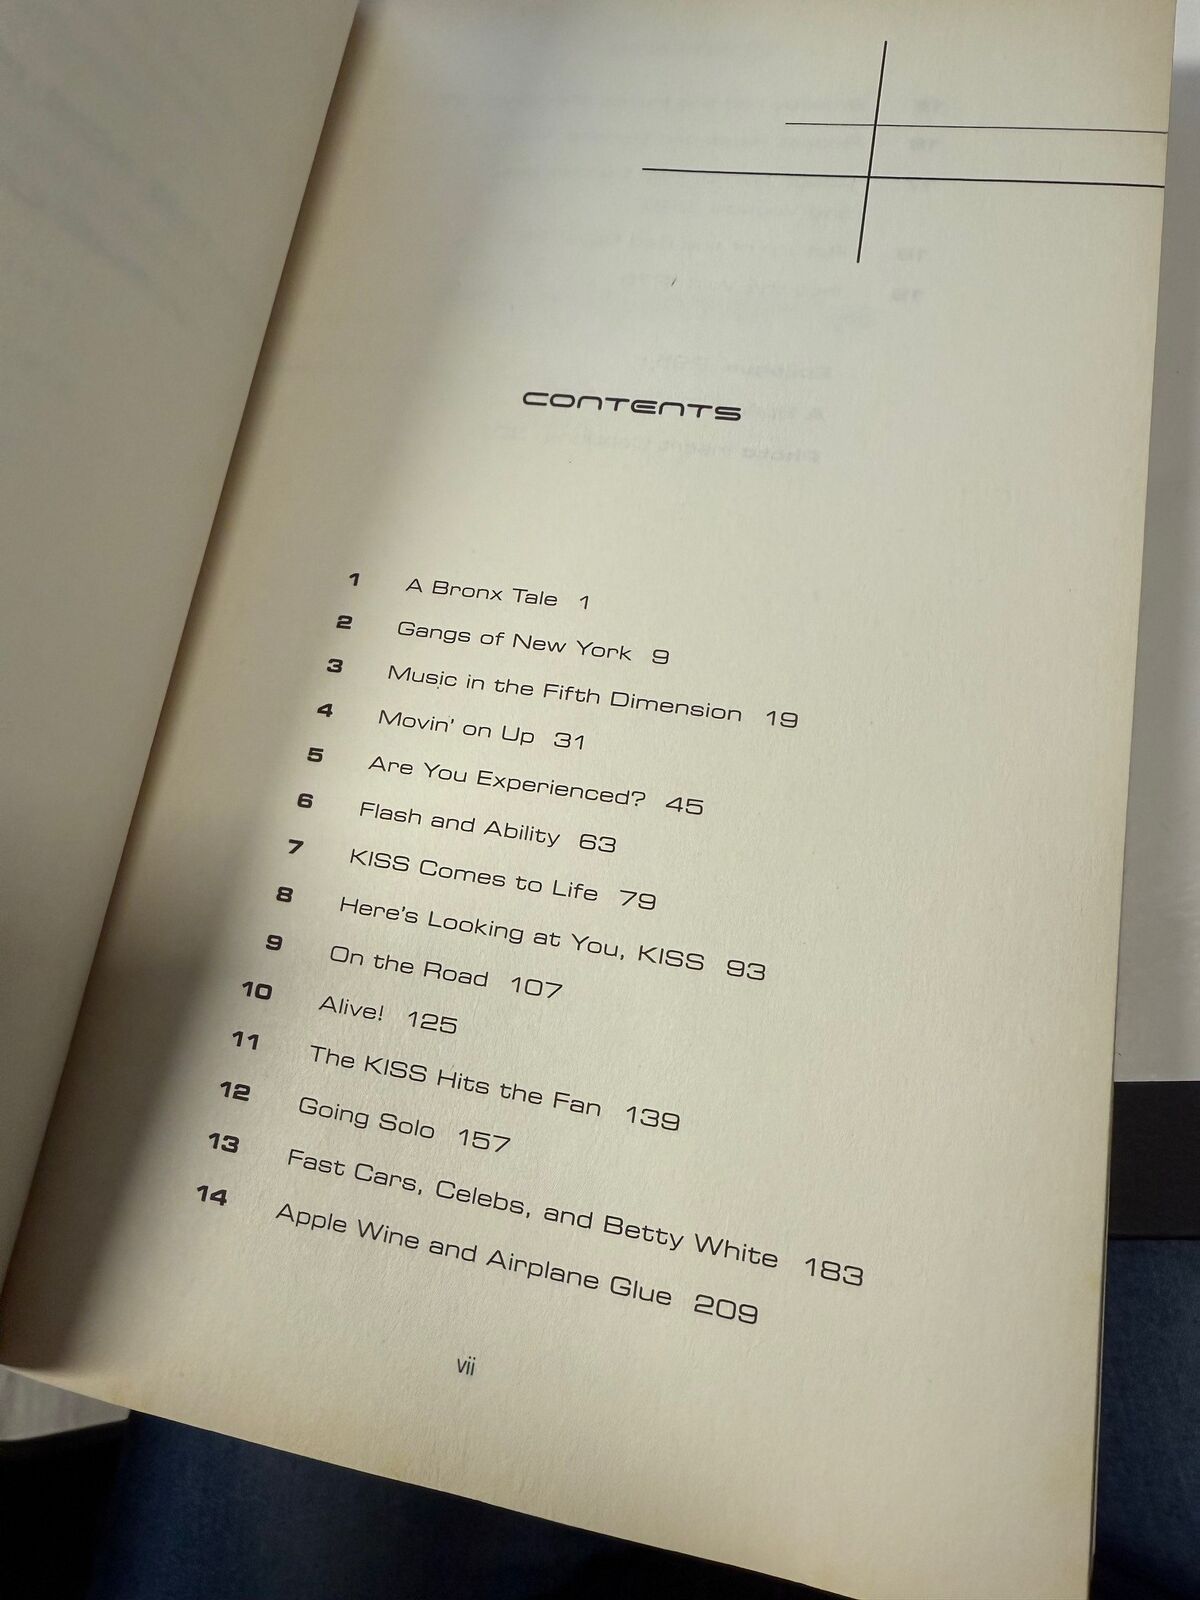 CONTENTS
1 A Bronx Tale 1
2 Gangs of New York 9
3 Music in the Fifth Dimension 19
4 Movin' on Up 31
5 Are You Experienced? 45
6 Flash and Ability 63
7 KISS Comes to Life 79
8 Here's Looking at You, KISS 93
9 On the Road 107
10 Alive! 125
11 The KISS Hits the Fan 139
12 Going Solo 157
13 Fast Cars, Celebs, and Betty White 183
14 Apple Wine and Airplane Glue 209
vii